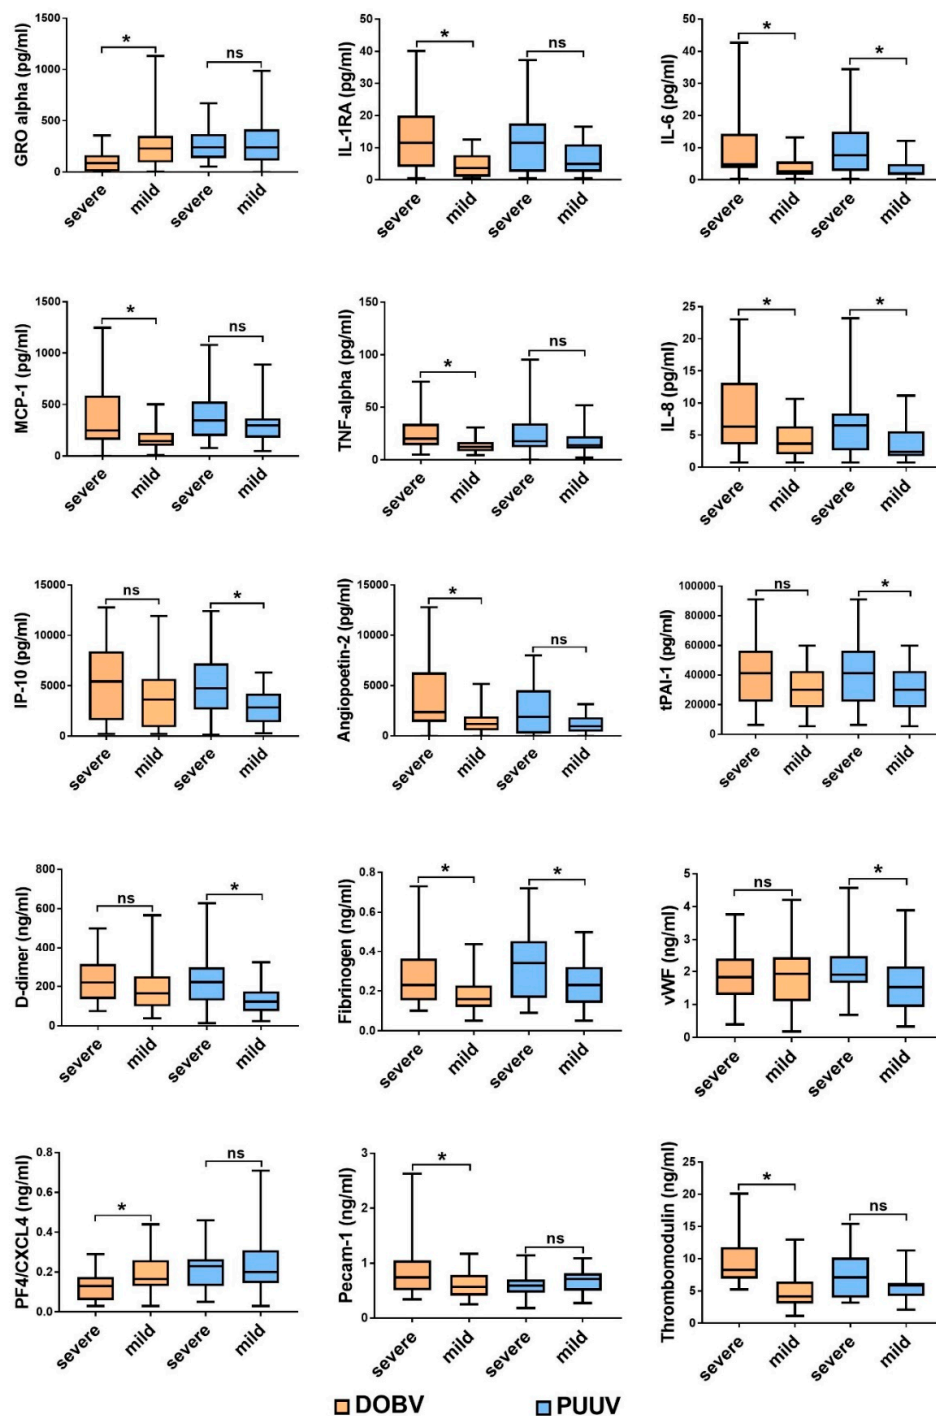 GRO alpha (pg/ml)
1500
1000
500
0
*
ns
severe
mild
severe
mild
IL-1RA (pg/ml)
50
40
30
20
10
0
*
ns
severe
mild
severe
mild
IL-6 (pg/ml)
50
40
30
20
10
0
*
*
severe
mild
severe
mild
MCP-1 (pg/ml)
1500
1000
500
0
*
ns
severe
mild
severe
mild
TNF-alpha (pg/ml)
150
100
50
0
*
ns
severe
mild
severe
mild
IL-8 (pg/ml)
25
20
15
10
5
0
*
*
severe
mild
severe
mild
IP-10 (pg/ml)
15000
10000
5000
0
ns
*
severe
mild
severe
mild
Angiopoetin-2 (pg/ml)
15000
10000
5000
0
*
ns
severe
mild
severe
mild
tPAI-1 (pg/ml)
100000
80000
60000
40000
20000
0
ns
*
severe
mild
severe
mild
D-dimer (ng/ml)
800
600
400
200
0
ns
*
severe
mild
severe
mild
Fibrinogen (ng/ml)
0.8
0.6
0.4
0.2
0.0
*
*
severe
mild
severe
mild
vWF (ng/ml)
5
4
3
2
1
0
ns
*
severe
mild
severe
mild
PF4/CXCL4 (ng/ml)
0.8
0.6
0.4
0.2
0.0
*
ns
severe
mild
severe
mild
Pecam-1 (ng/ml)
3
2
1
0
*
ns
severe
mild
severe
mild
Thrombomodulin (ng/ml)
25
20
15
10
5
0
*
ns
severe
mild
severe
mild
DOBV
PUUV